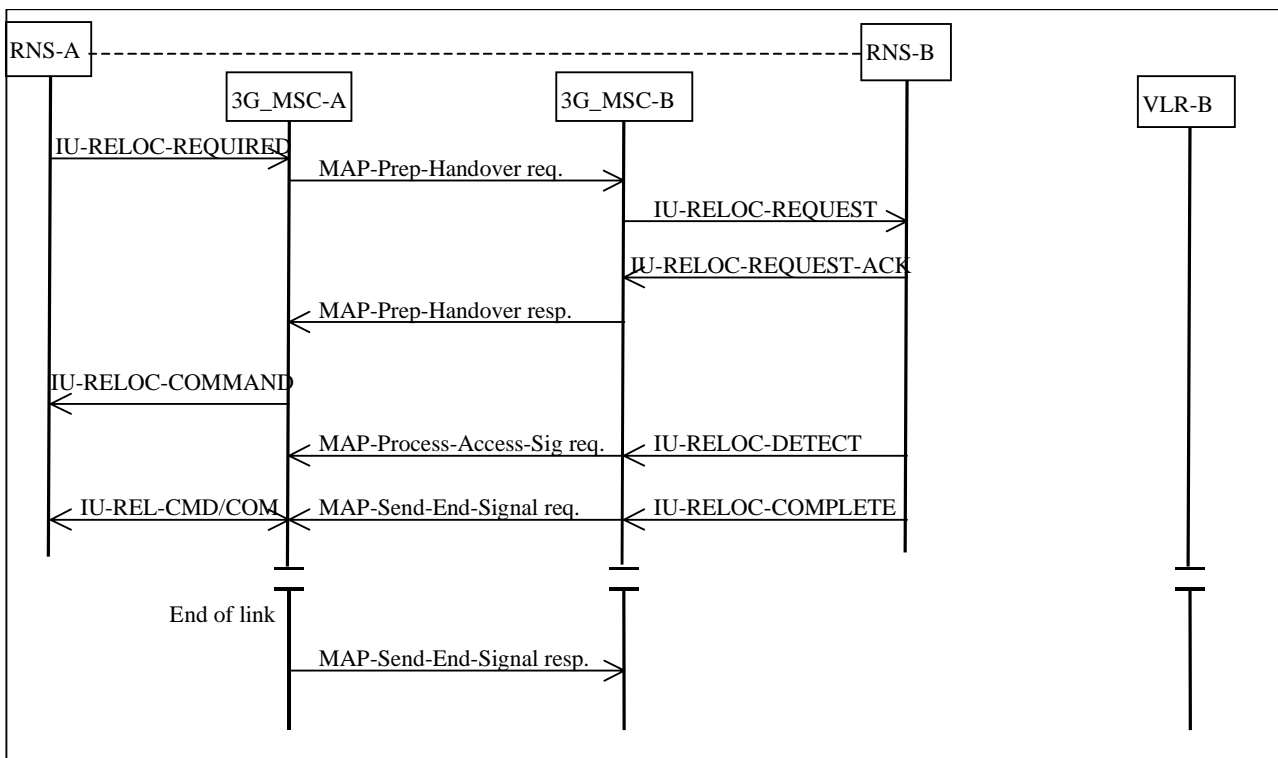 RNS-A
RNS-B
3G_MSC-A
3G_MSC-B
VLR-B
IU-RELOC-REQUIRED
MAP-Prep-Handover req.
IU-RELOC-REQUEST
IU-RELOC-REQUEST-ACK
MAP-Prep-Handover resp.
IU-RELOC-COMMAND
MAP-Process-Access-Sig req.
IU-RELOC-DETECT
IU-REL-CMD/COM
MAP-Send-End-Signal req.
IU-RELOC-COMPLETE
End of link
MAP-Send-End-Signal resp.